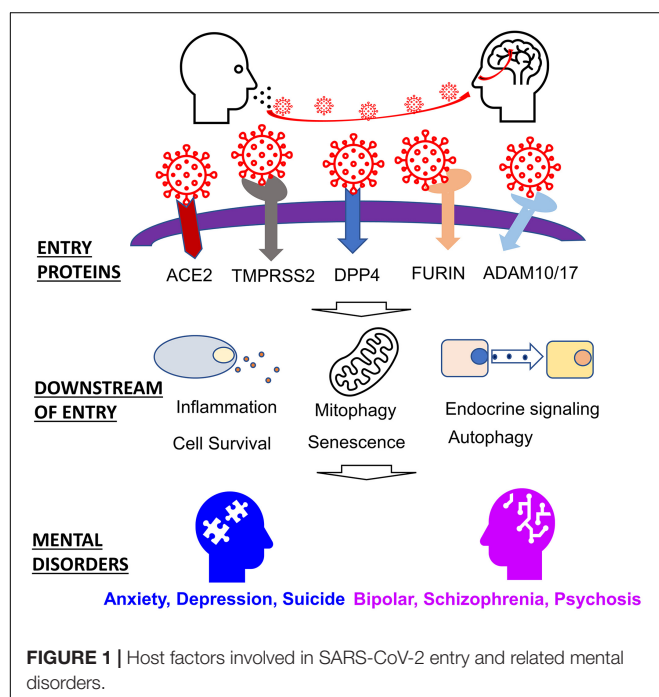 ENTRY
PROTEINS
ACE2 TMPRSS2 DPP4 FURIN ADAM10/17
DOWNSTREAM
OF ENTRY
Inflammation Mitophagy Endocrine signaling
Cell Survival Senescence Autophagy
MENTAL
DISORDERS
Anxiety, Depression, Suicide Bipolar, Schizophrenia, Psychosis
FIGURE 1 | Host factors involved in SARS-CoV-2 entry and related mental
disorders.